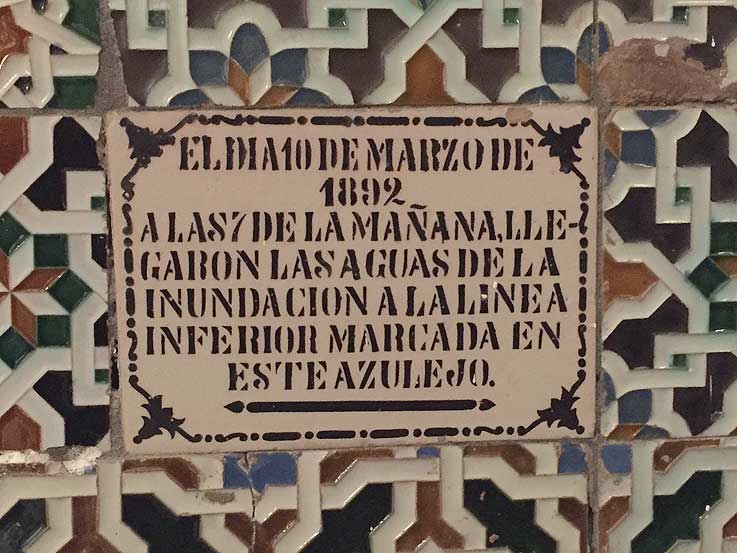 EL DIA 10 DE MARZO DE
1892
A LAS 7 DE LA MAÑANA, LLE-
GARON LAS AGUAS DE LA
INUNDACION A LA LINEA
INFERIOR MARCADA EN
ESTE AZULEJO.